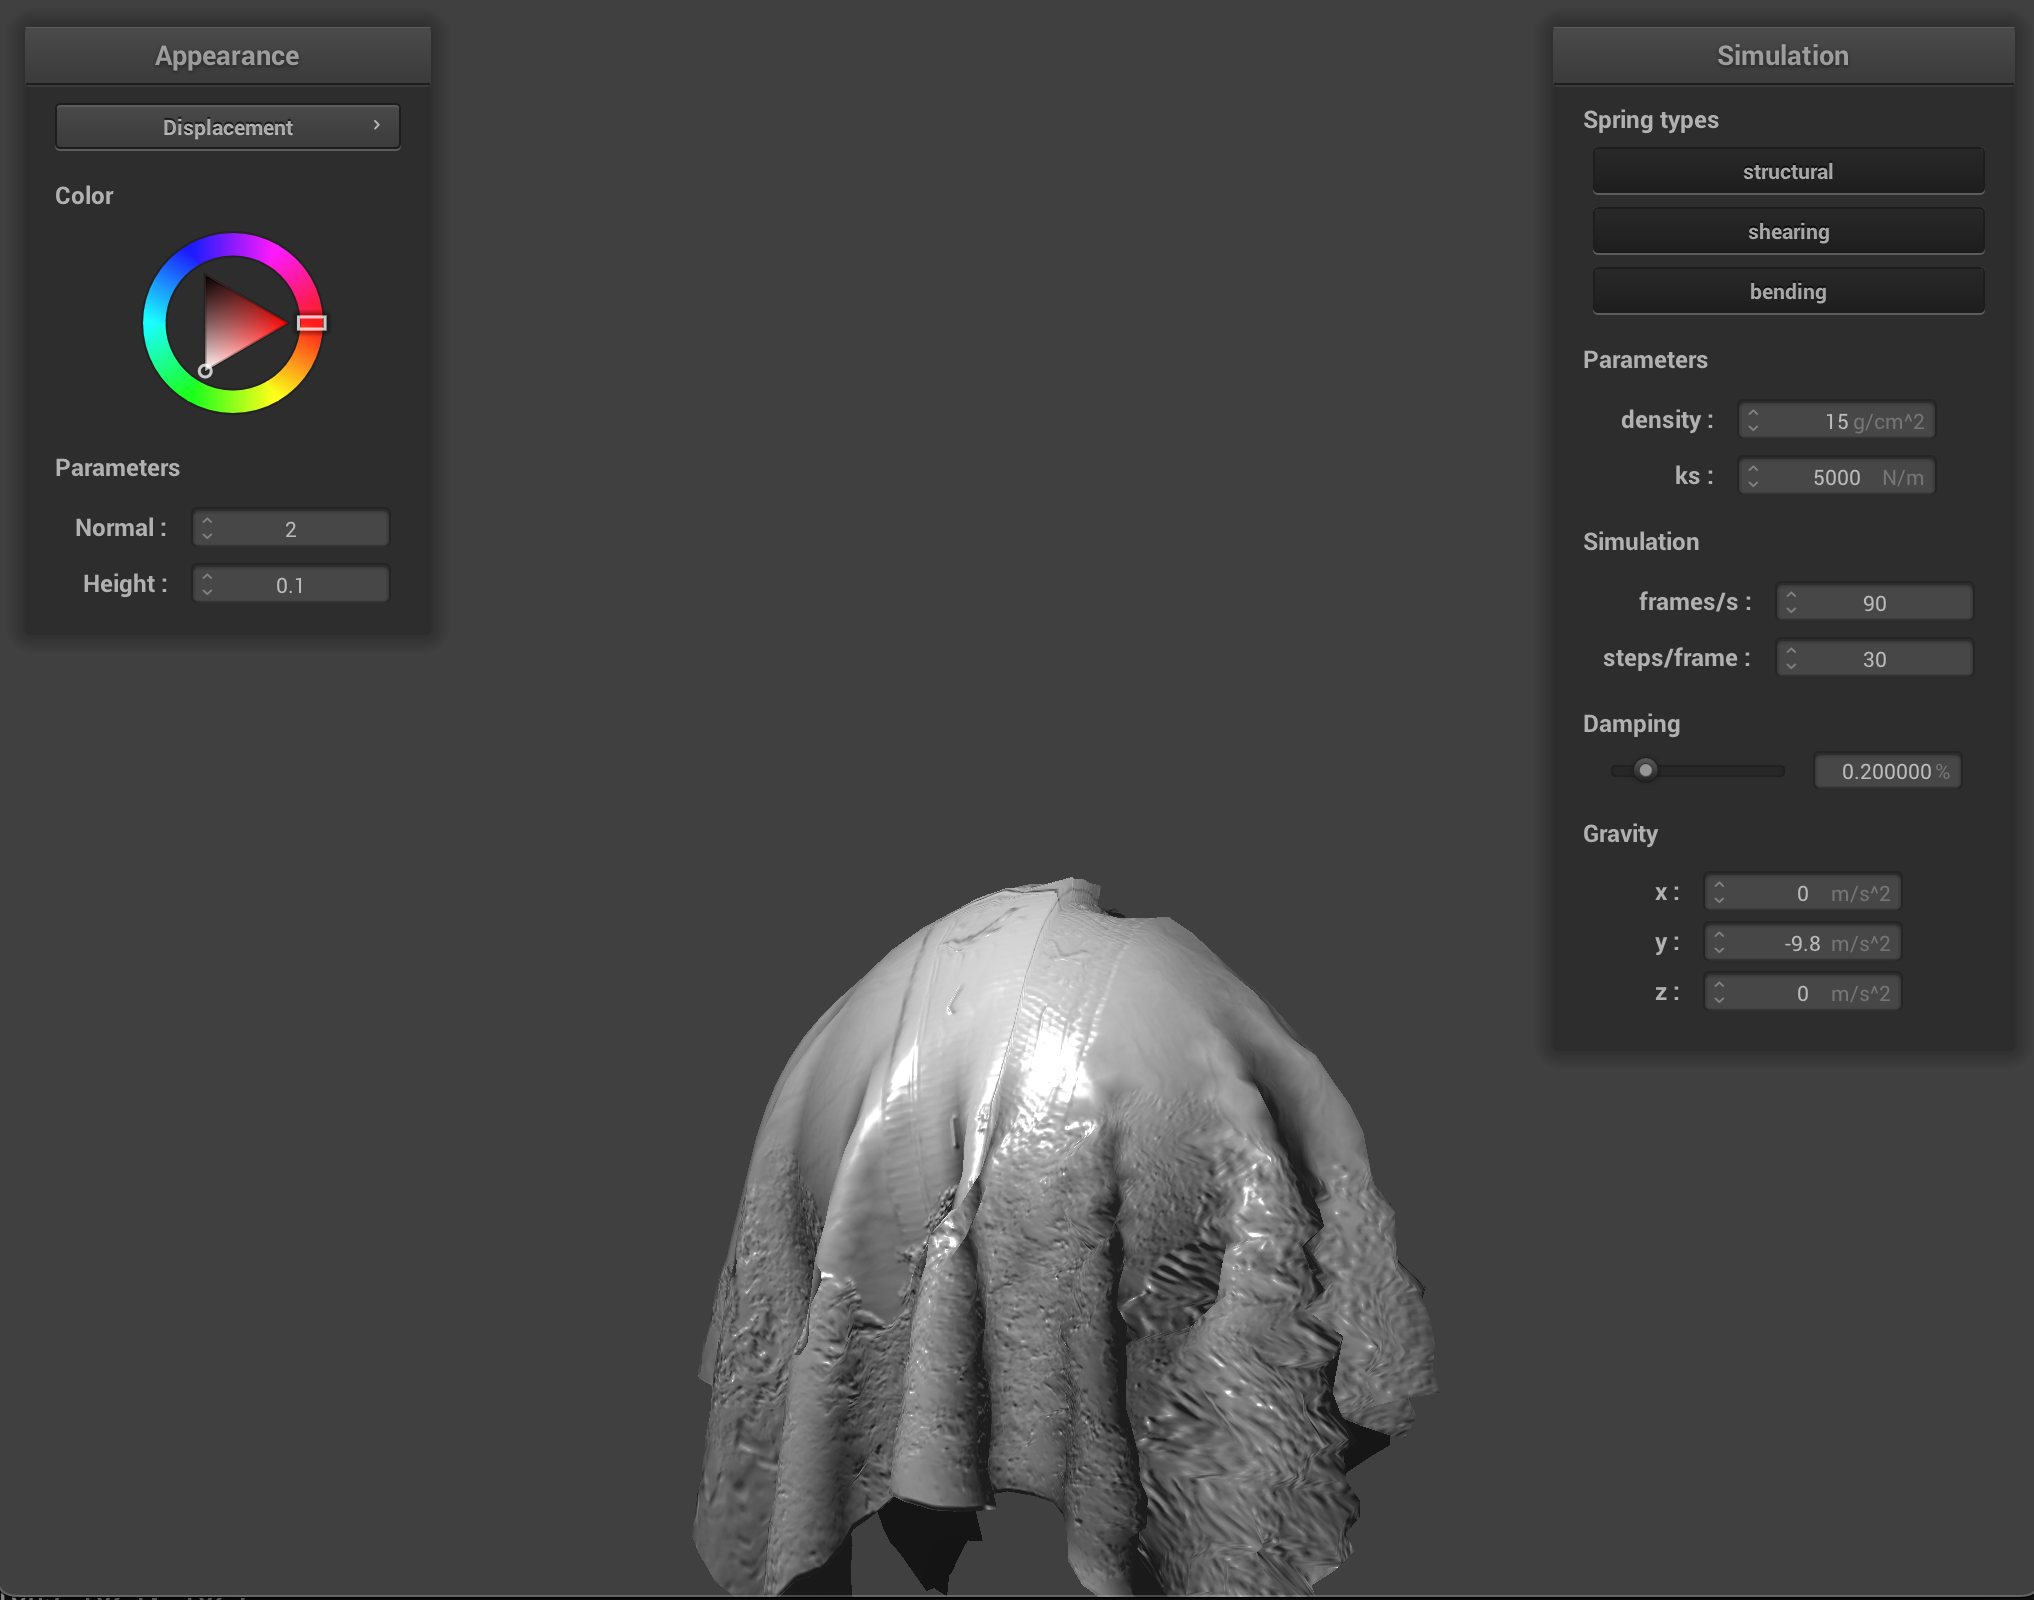 Appearance
Displacement
Color
Parameters
Normal : 2
Height : 0.1
Simulation
Spring types
structural
shearing
bending
Parameters
density : 15 g/cm^2
ks : 5000 N/m
Simulation
frames/s : 90
steps/frame : 30
Damping
0.200000 %
Gravity
x : 0 m/s^2
y : -9.8 m/s^2
z : 0 m/s^2